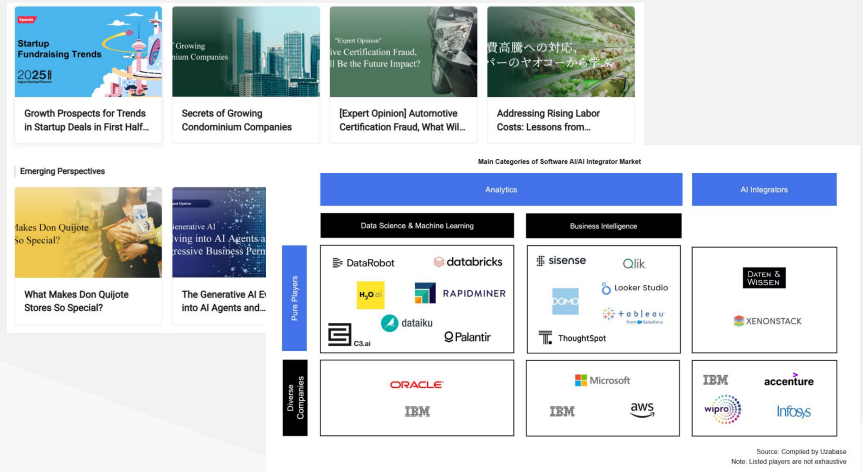 Speeda
Startup
Fundraising Trends
2025
Growth Prospects for Trends
in Startup Deals in First Half...
Growing
nium Companies
Secrets of Growing
Condominium Companies
"Expert Opinion"
ive Certification Fraud,
ll Be the Future Impact?
[Expert Opinion] Automotive
Certification Fraud, What Wil...
費高騰への対応、
パーのヤオコーから学ぶ
Addressing Rising Labor
Costs: Lessons from...
Emerging Perspectives
Makes Don Quijote
So Special?
What Makes Don Quijote
Stores So Special?
Generative AI
lving into AI Agents a
gressive Business Perm
The Generative AI E
into AI Agents and...
Main Categories of Software AI/AI Integrator Market
Analytics
AI Integrators
Data Science & Machine Learning
Business Intelligence
Pure Players
DataRobot
databricks
H2O.ai
RAPIDMINER
dataiku
C3.ai
Palantir
sisense
Qlik
Looker Studio
DOMO
+ableau
from Salesforce
ThoughtSpot
DATEN &
WISSEN
XENONSTACK
Diverse
Companies
ORACLE
IBM
Microsoft
IBM
aws
IBM
accenture
wipro
Infosys
Source: Compiled by Uzabase
Note: Listed players are not exhaustive